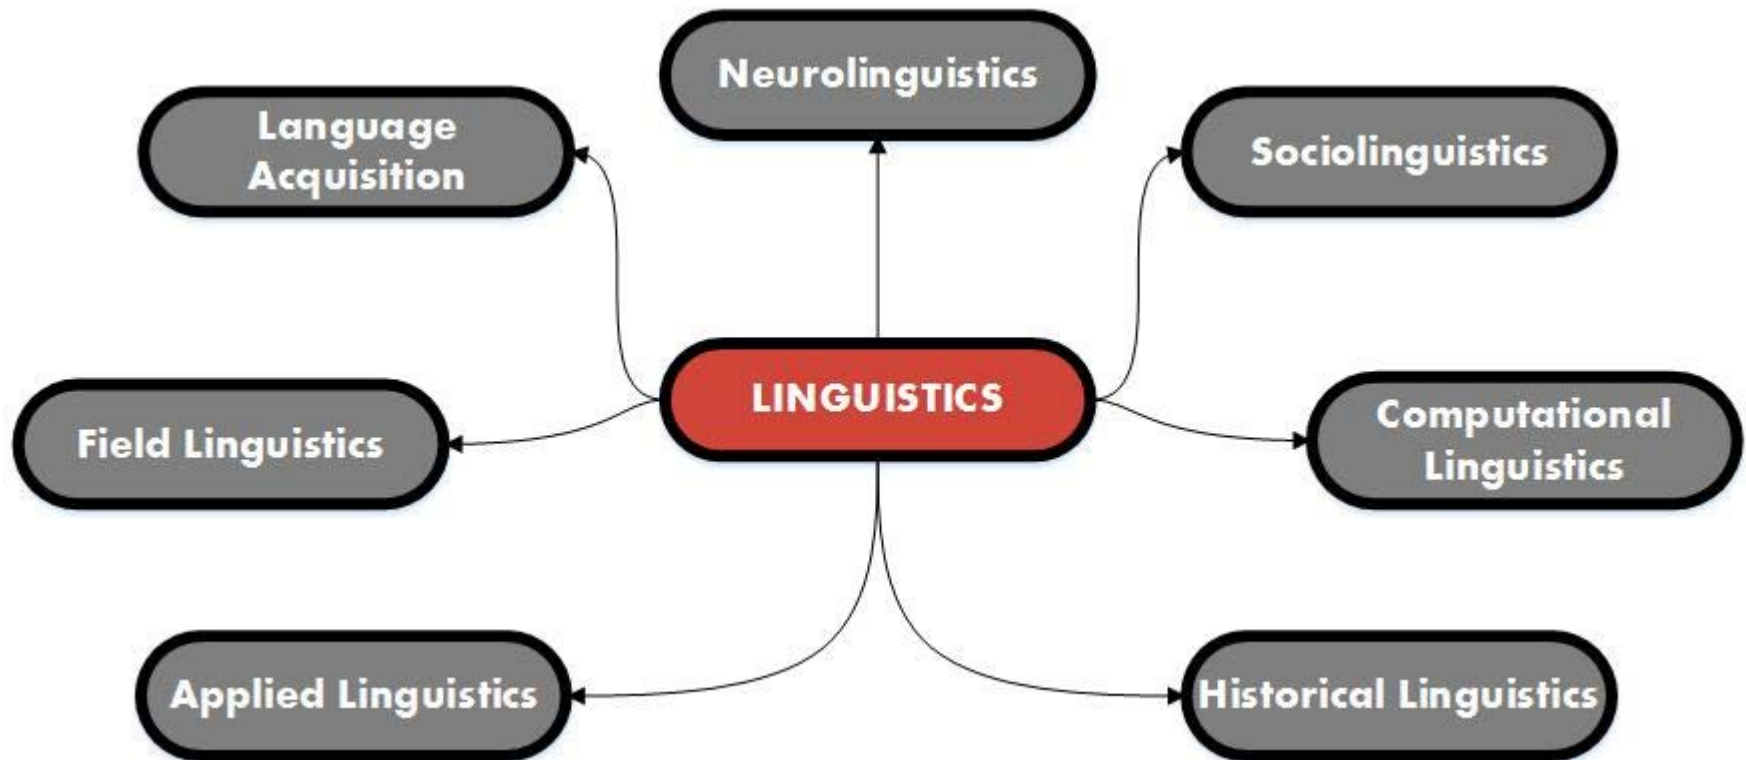 Neurolinguistics
Language
Acquisition
Sociolinguistics
LINGUISTICS
Field Linguistics
Computational
Linguistics
Applied Linguistics
Historical Linguistics